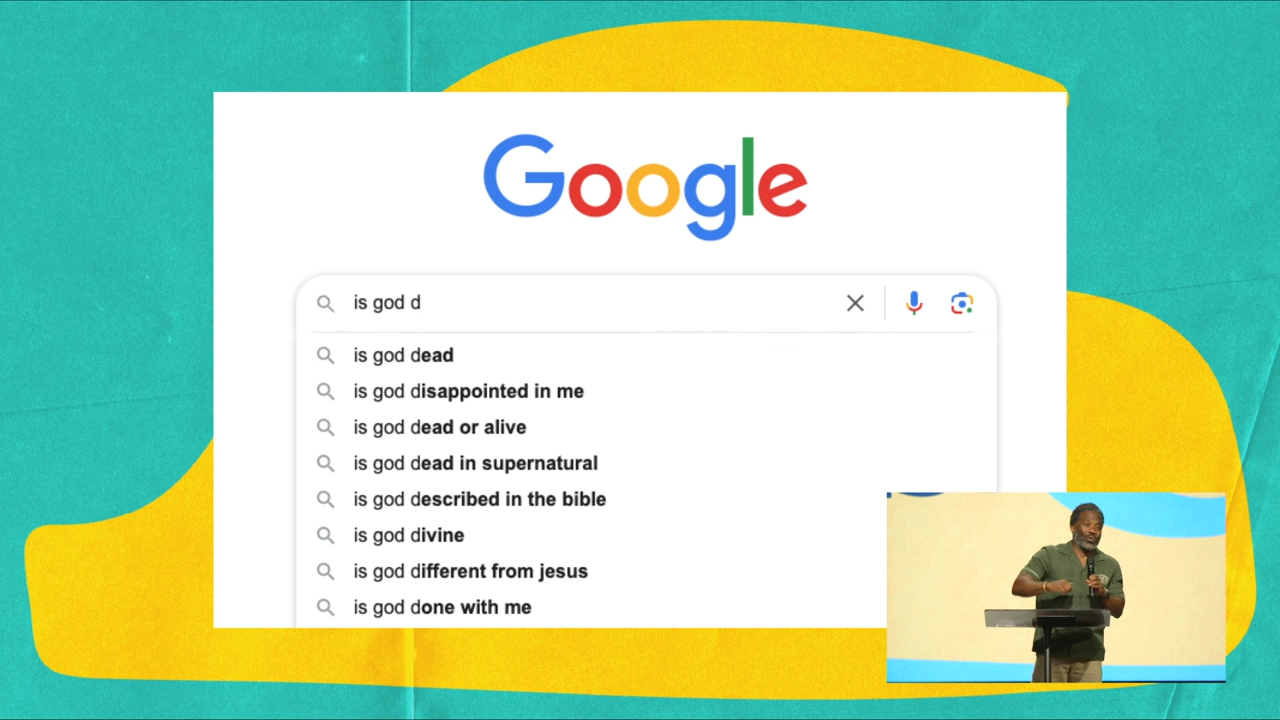 Google
is god d
is god dead
is god disappointed in me
is god dead or alive
is god dead in supernatural
is god described in the bible
is god divine
is god different from jesus
is god done with me